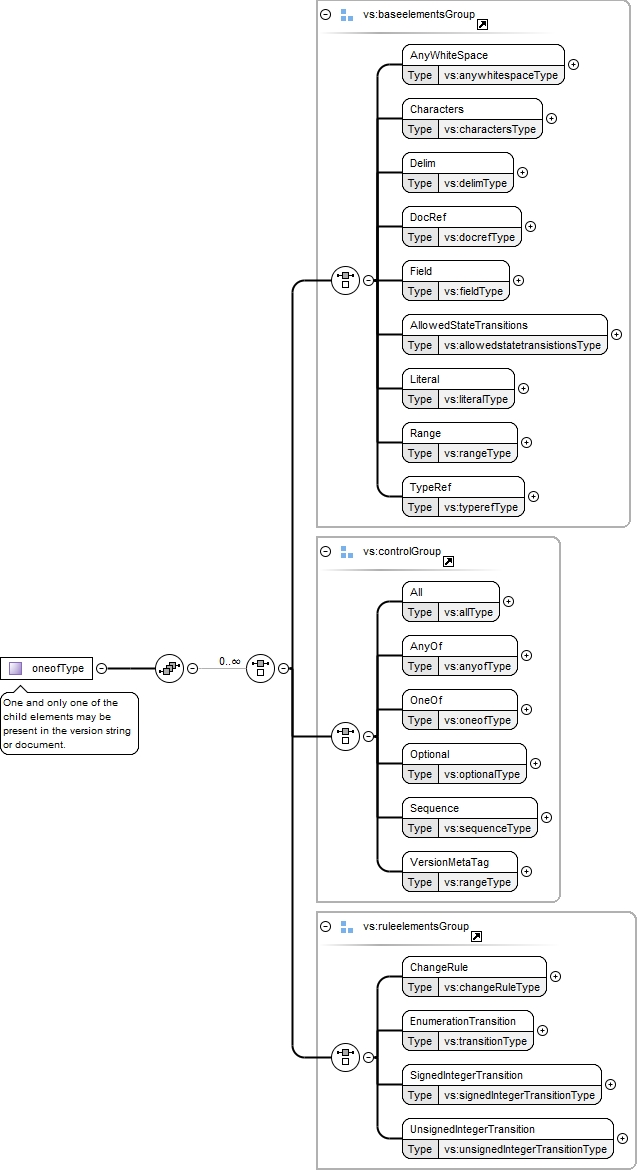 vs:baseelementsGroup
AnyWhiteSpace
Type vs:anywhitespaceType
Characters
Type vs:charactersType
Delim
Type vs:delimType
DocRef
Type vs:docrefType
Field
Type vs:fieldType
AllowedStateTransitions
Type vs:allowedstatetransistionsType
Literal
Type vs:literalType
Range
Type vs:rangeType
TypeRef
Type vs:typerefType
vs:controlGroup
All
Type vs:allType
AnyOf
Type vs:anyofType
oneofType
0..∞
One and only one of the
child elements may be
present in the version string
or document.
OneOf
Type vs:oneofType
Optional
Type vs:optionalType
Sequence
Type vs:sequenceType
VersionMetaTag
Type vs:rangeType
vs:ruleelementsGroup
ChangeRule
Type vs:changeRuleType
EnumerationTransition
Type vs:transitionType
SignedIntegerTransition
Type vs:signedIntegerTransitionType
UnsignedIntegerTransition
Type vs:unsignedIntegerTransitionType